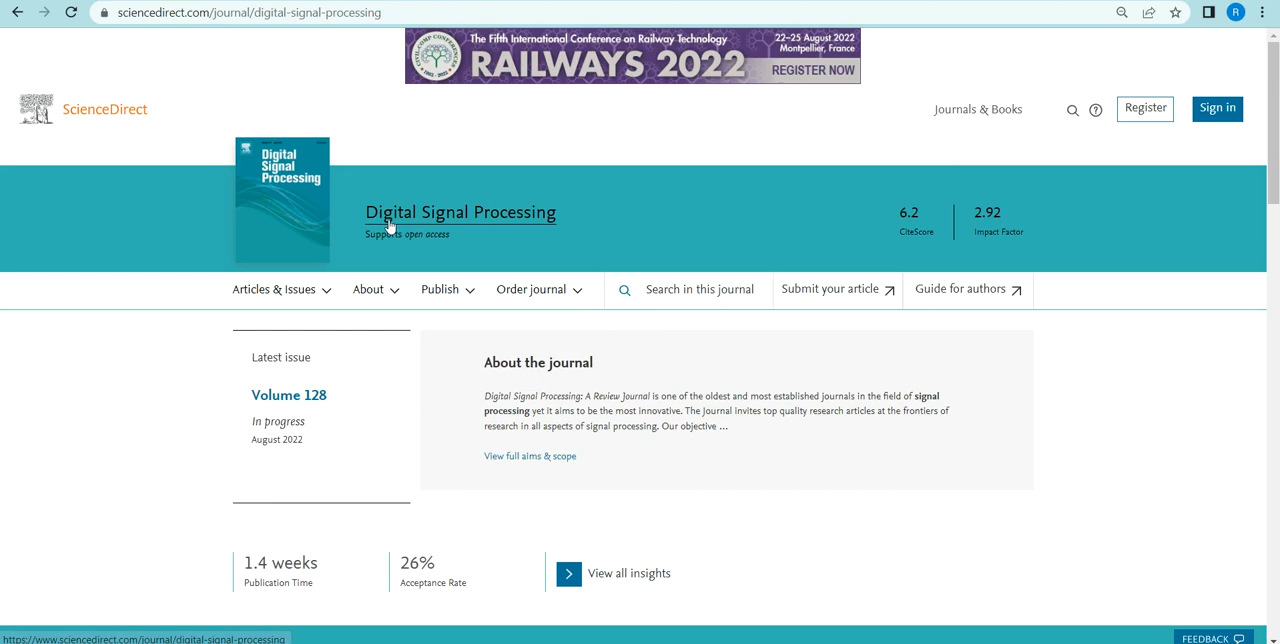 sciencedirect.com/journal/digital-signal-processing
R
The Fifth International Conference on Railway Technology
RAILWAYS 2022
22–25 August 2022
Montpellier, France
REGISTER NOW
ScienceDirect
Journals & Books
Register
Sign in
Digital
Signal
Processing
Digital Signal Processing
Supports open access
6.2
CiteScore
2.92
Impact Factor
Articles & Issues
About
Publish
Order journal
Search in this journal
Submit your article
Guide for authors
Latest issue
Volume 128
In progress
August 2022
About the journal
Digital Signal Processing: A Review Journal is one of the oldest and most established journals in the field of signal
processing yet it aims to be the most innovative. The Journal invites top quality research articles at the frontiers of
research in all aspects of signal processing. Our objective ...
View full aims & scope
1.4 weeks
Publication Time
26%
Acceptance Rate
View all insights
https://www.sciencedirect.com/journal/digital-signal-processing
FEEDBACK